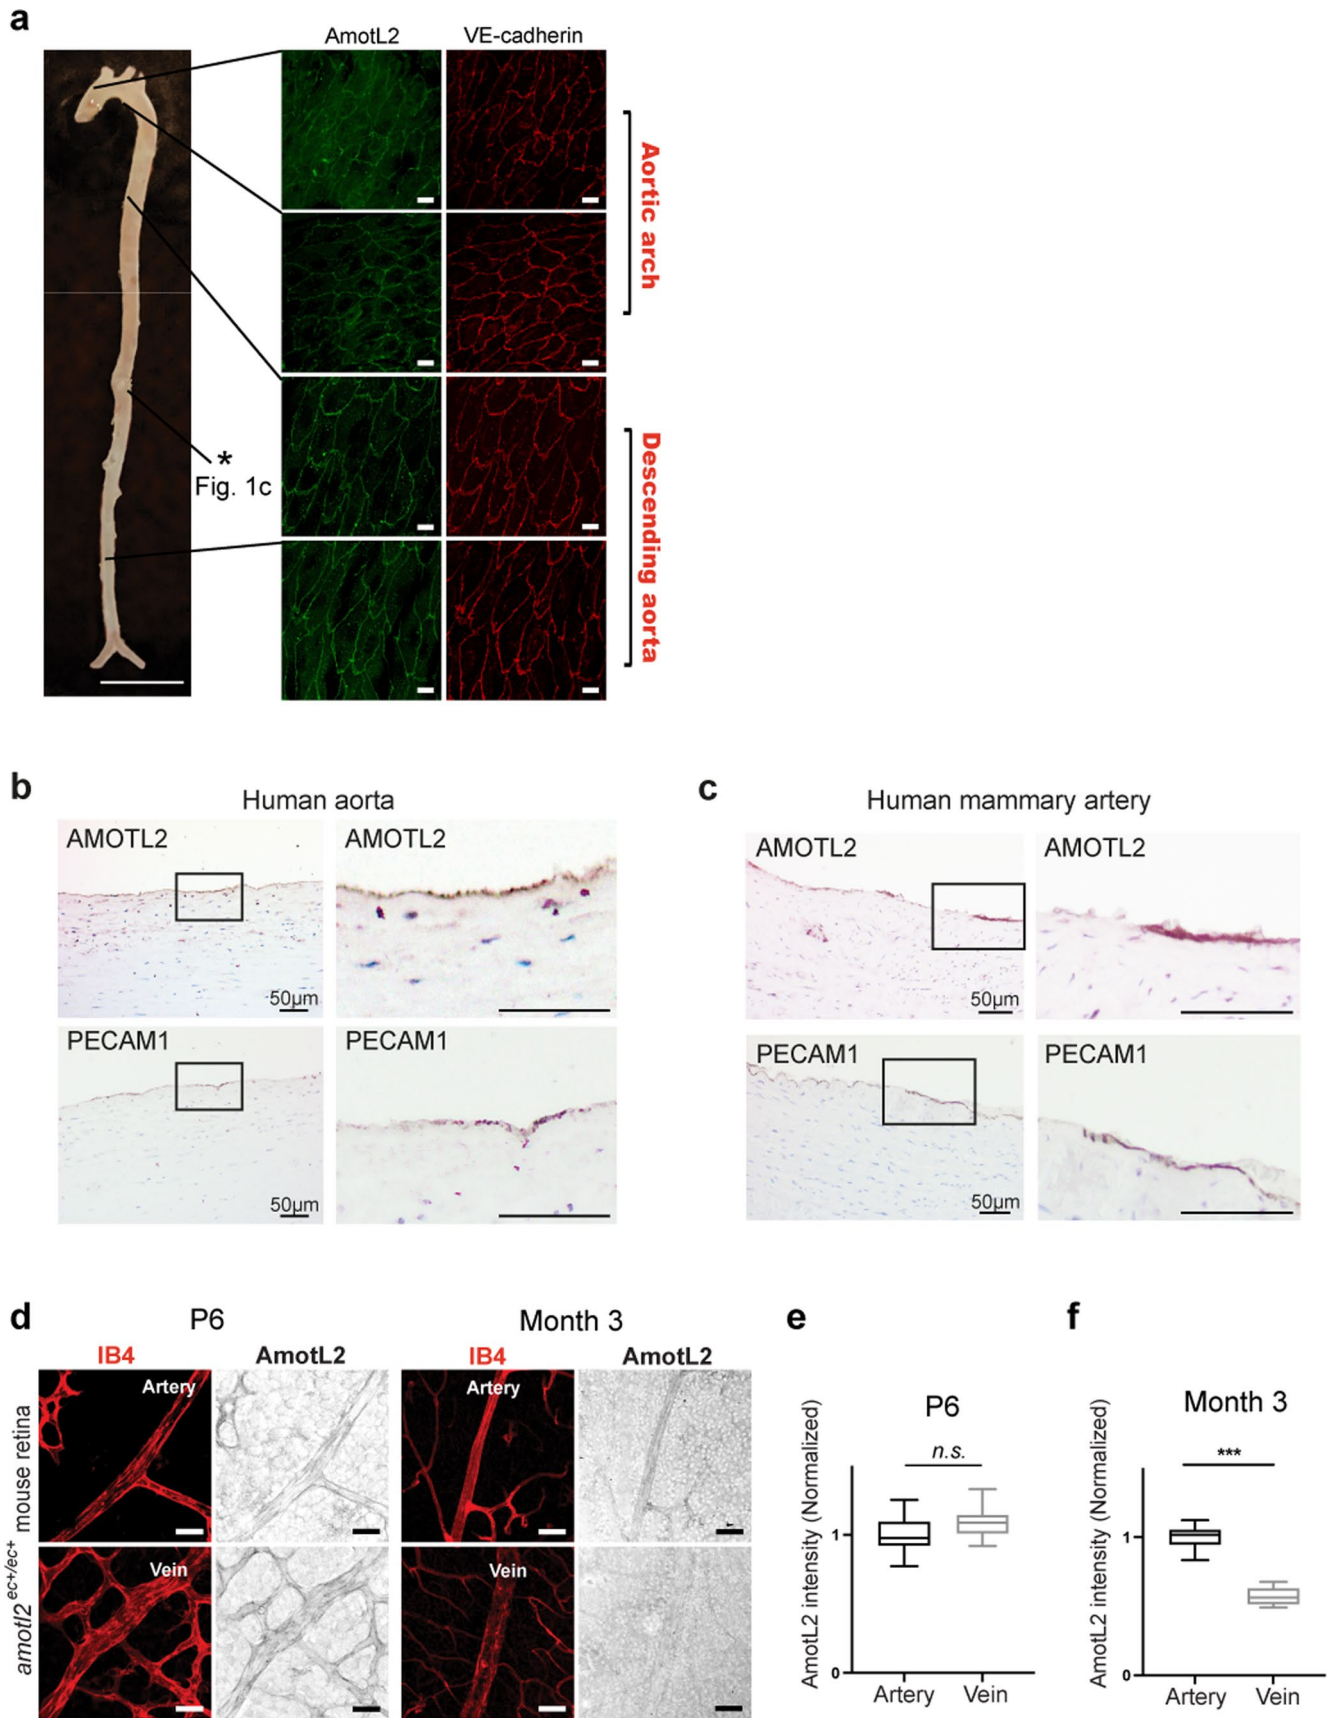 a
AmotL2 VE-cadherin
Aortic arch
Descending aorta
*
Fig. 1c
b
Human aorta
AMOTL2 AMOTL2
50µm
PECAM1 PECAM1
50µm
c
Human mammary artery
AMOTL2 AMOTL2
50µm
PECAM1 PECAM1
50µm
d
P6 Month 3
IB4 AmotL2 IB4 AmotL2
Artery Artery
Vein Vein
amotl2 ec+/ec+ mouse retina
e
P6
n.s.
AmotL2 intensity (Normalized)
1
0
Artery Vein
f
Month 3
***
AmotL2 intensity (Normalized)
1
0
Artery Vein